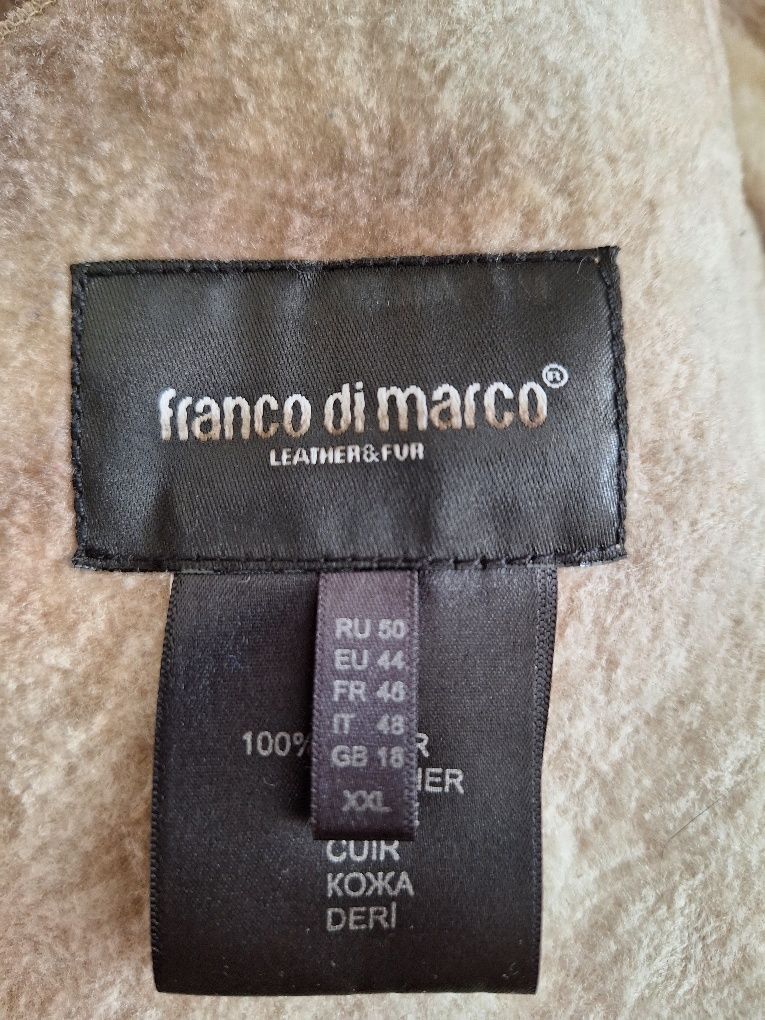 franco di marco®
LEATHER&FUR
RU 50
EU 44
FR 46
IT 48
GB 18
XXL
100%
CUIR
КОЖА
DERİ